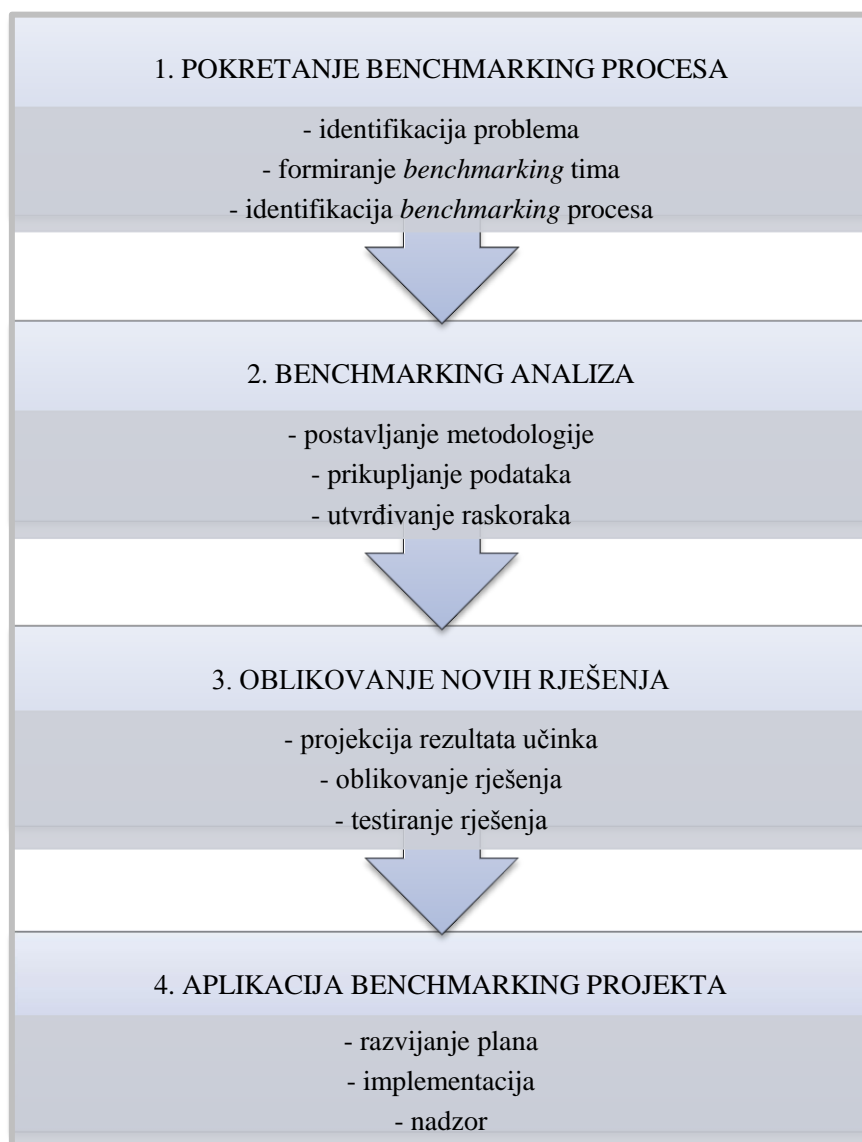 1. POKRETANJE BENCHMARKING PROCESA
- identifikacija problema
- formiranje benchmarking tima
- identifikacija benchmarking procesa
2. BENCHMARKING ANALIZA
- postavljanje metodologije
- prikupljanje podataka
- utvrđivanje raskoraka
3. OBLIKOVANJE NOVIH RJEŠENJA
- projekcija rezultata učinka
- oblikovanje rješenja
- testiranje rješenja
4. APLIKACIJA BENCHMARKING PROJEKTA
- razvijanje plana
- implementacija
- nadzor